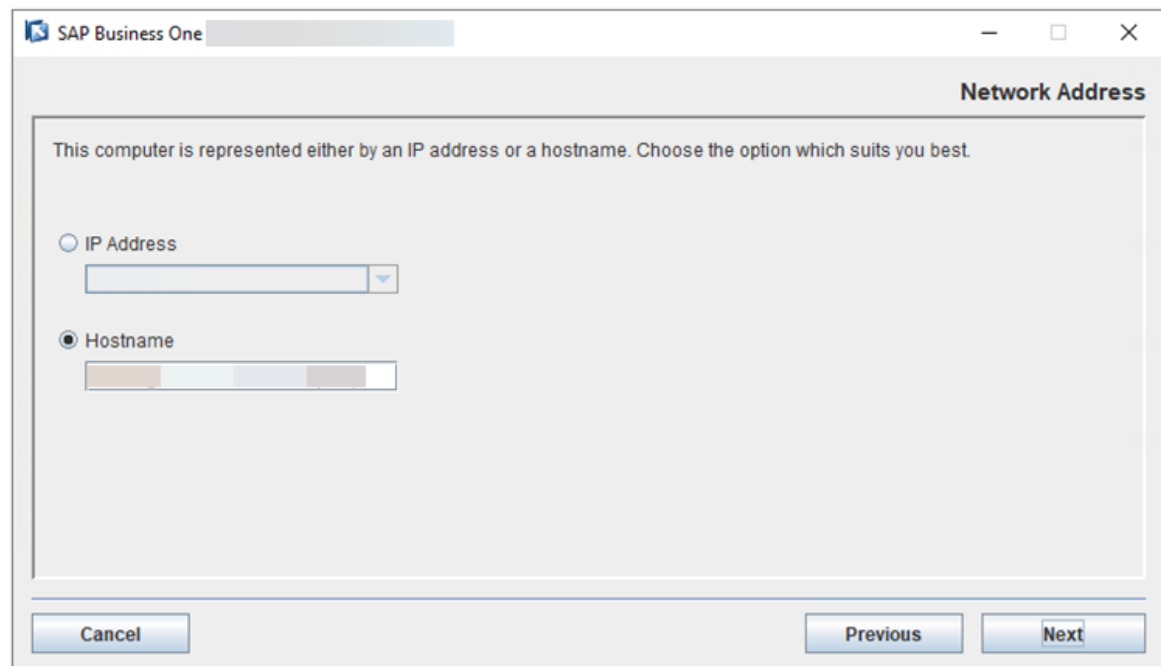 SAP Business One
Network Address
This computer is represented either by an IP address or a hostname. Choose the option which suits you best.
IP Address
Hostname
Cancel
Previous
Next